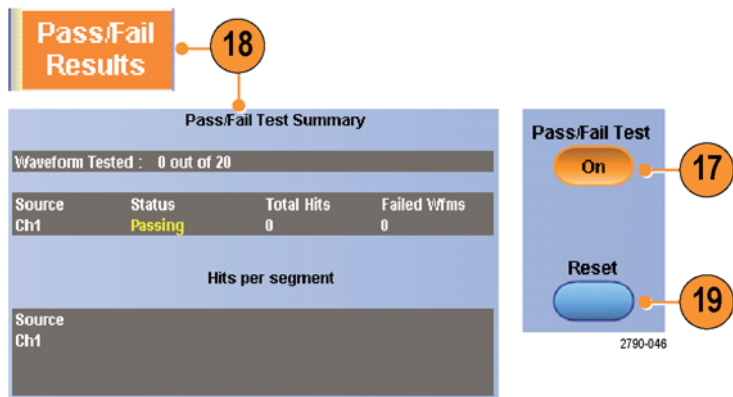 Pass/Fail
Results
18
Pass/Fail Test Summary
Waveform Tested : 0 out of 20
Source Status Total Hits Failed Wfms
Ch1 Passing 0 0
Hits per segment
Source
Ch1
Pass/Fail Test
On
17
Reset
19
2790-046